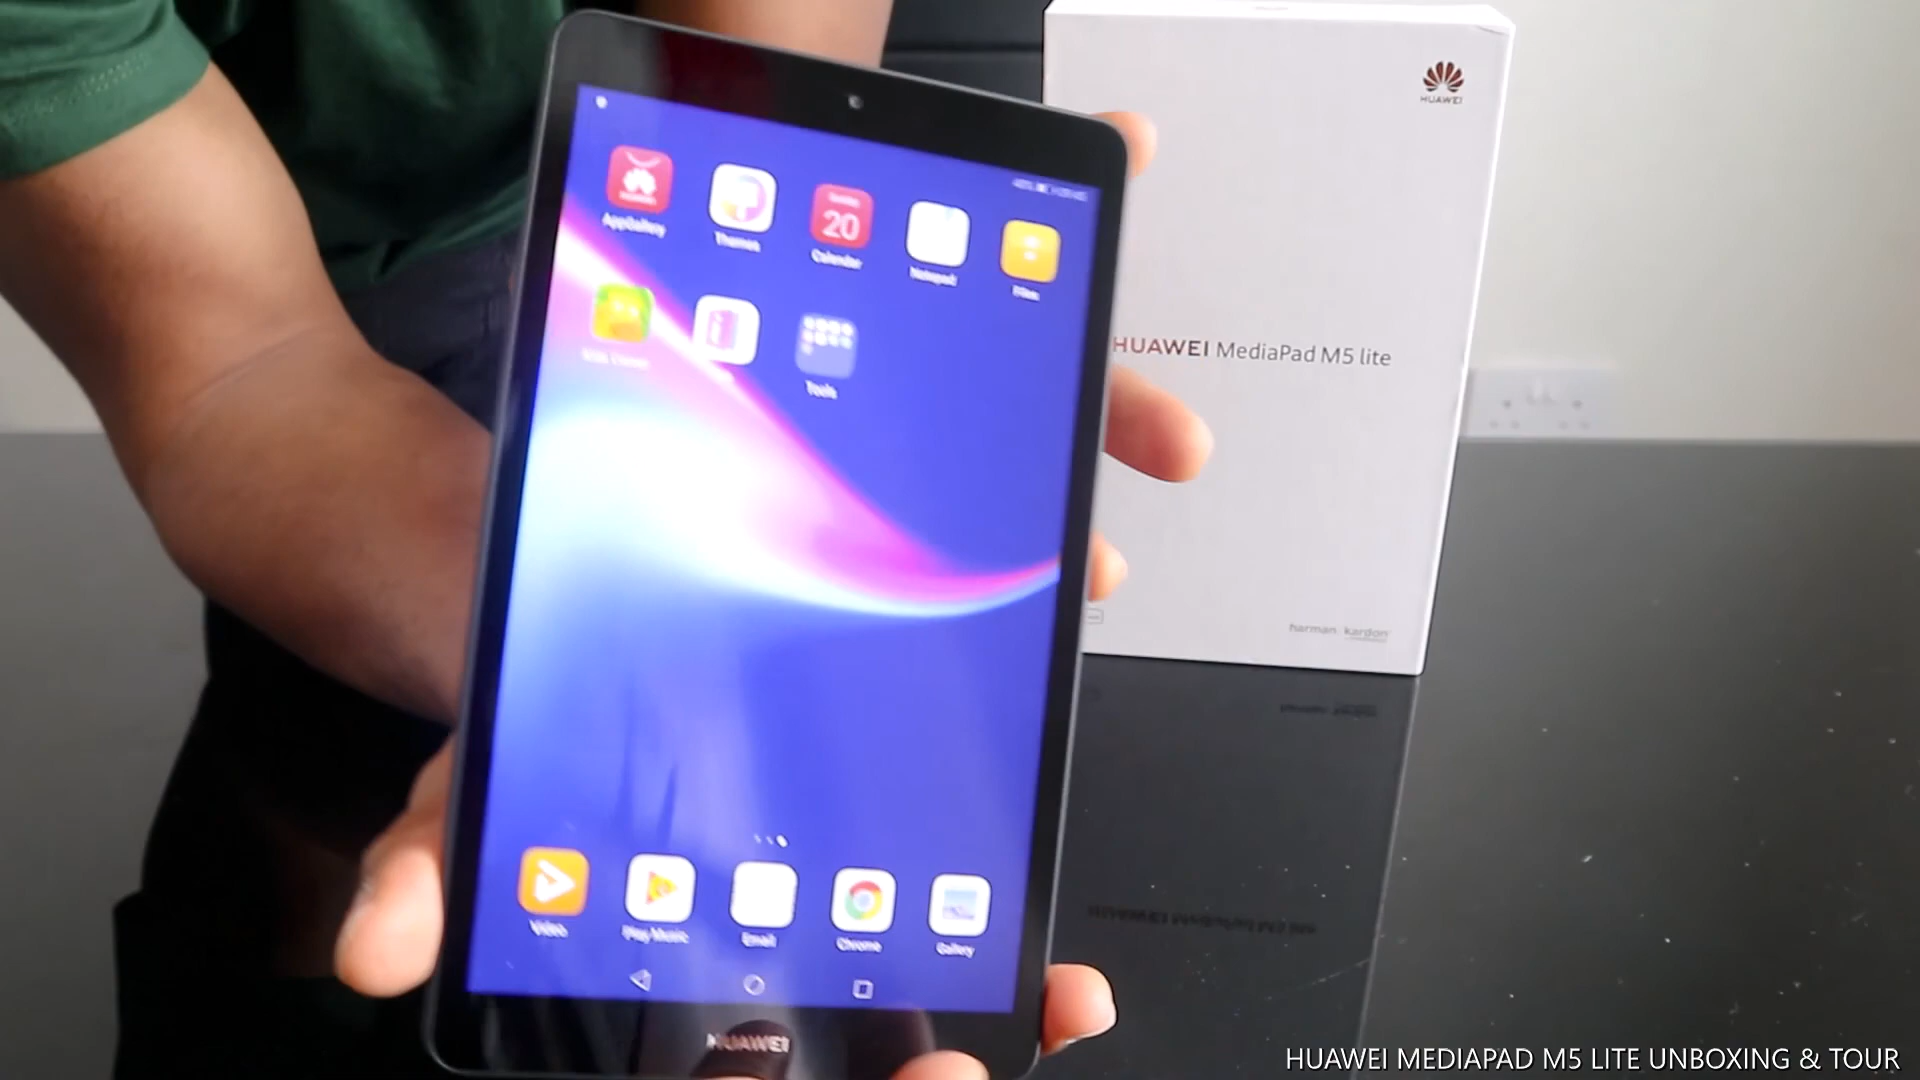 HUAWEI
AppGallery
Themes
20
Calendar
Notepad
Files
Tools
HUAWEI MediaPad M5 lite
harman / kardon
Video
Play Music
Email
Chrome
Gallery
HUAWEI
HUAWEI MEDIAPAD M5 LITE UNBOXING & TOUR